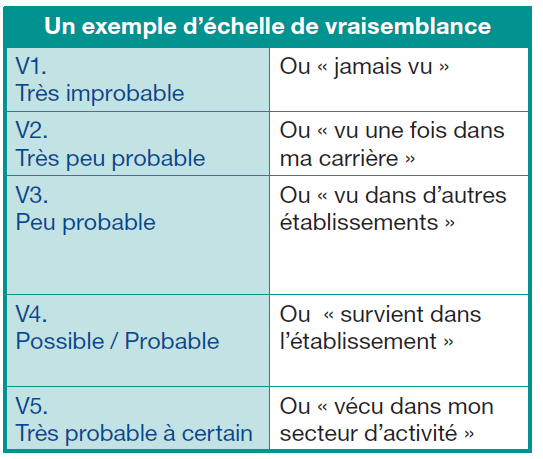 Un exemple d’échelle de vraisemblance
V1.
Très improbable
Ou « jamais vu »
V2.
Très peu probable
Ou « vu une fois dans
ma carrière »
V3.
Peu probable
Ou « vu dans d’autres
établissements »
V4.
Possible / Probable
Ou « survient dans
l’établissement »
V5.
Très probable à certain
Ou « vécu dans mon
secteur d’activité »